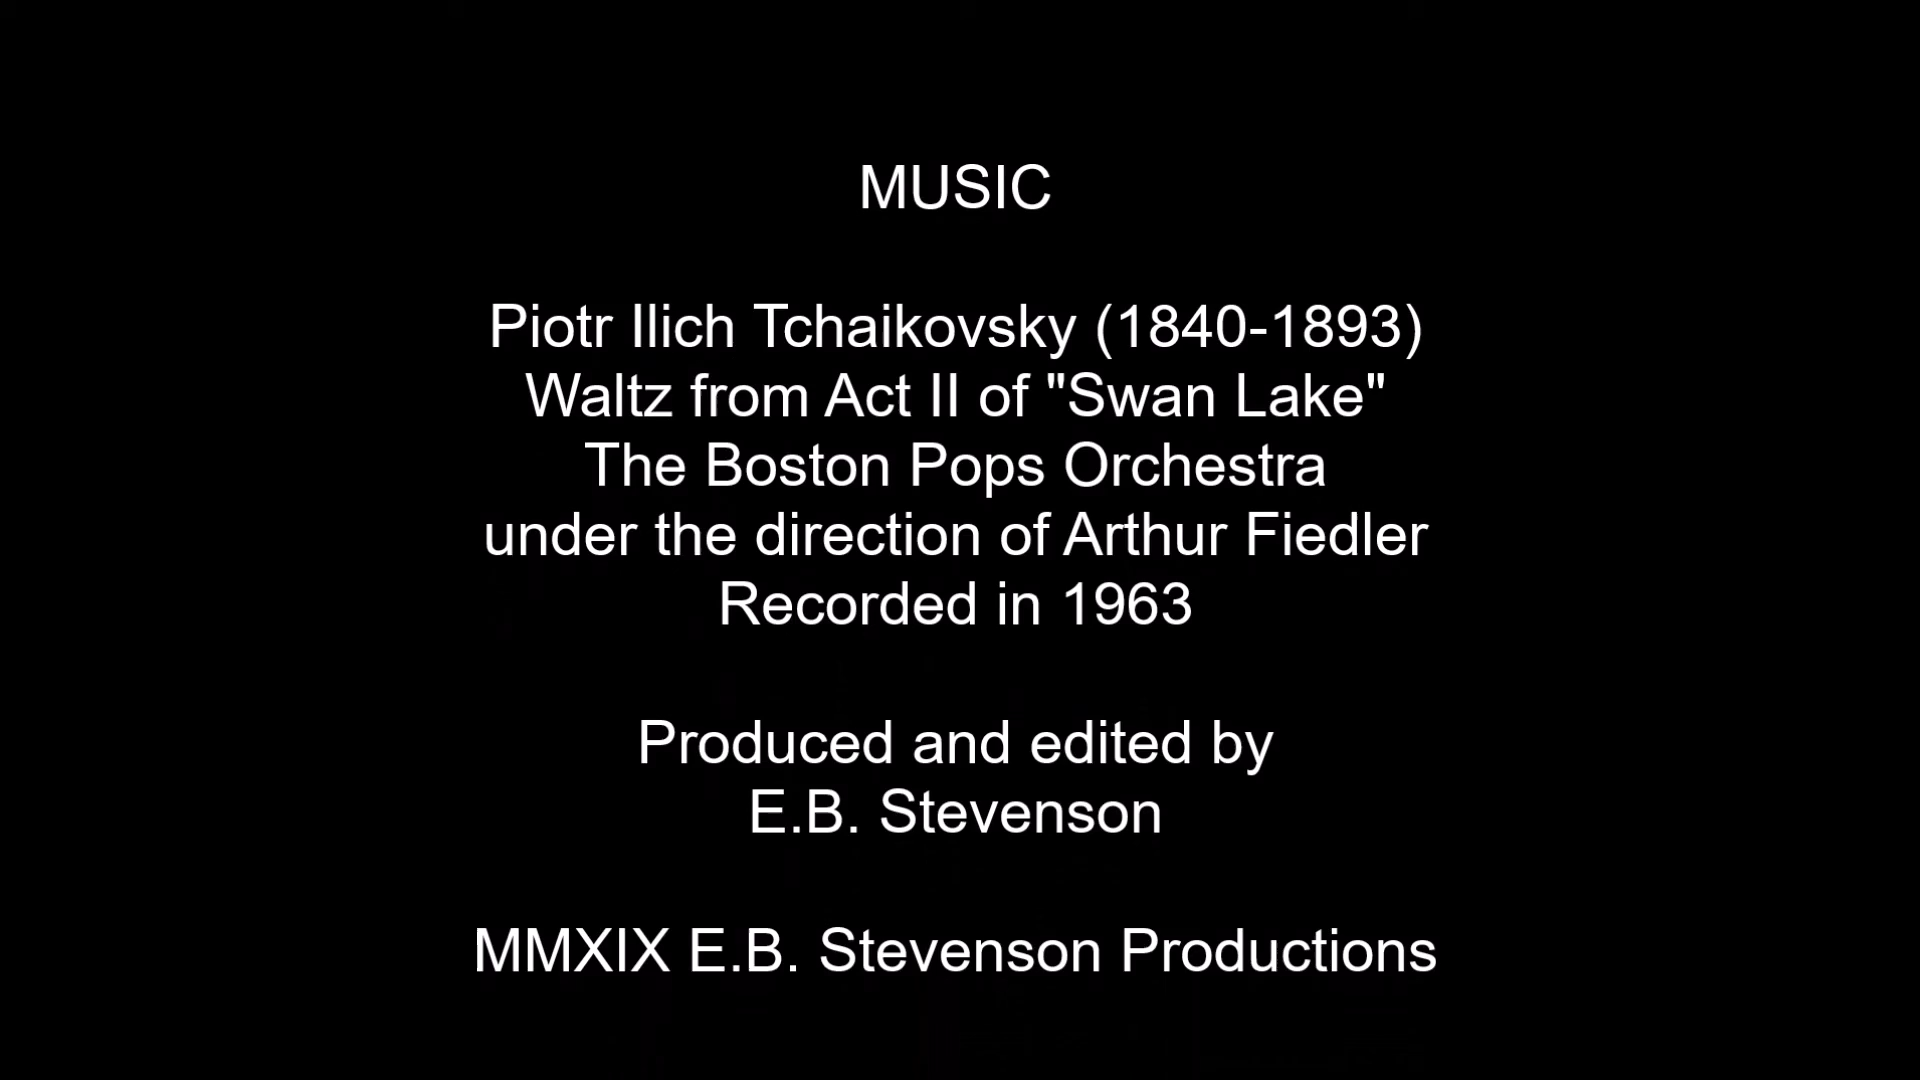 MUSIC
Piotr Ilich Tchaikovsky (1840-1893)
Waltz from Act II of "Swan Lake"
The Boston Pops Orchestra
under the direction of Arthur Fiedler
Recorded in 1963
Produced and edited by
E.B. Stevenson
MMXIX E.B. Stevenson Productions